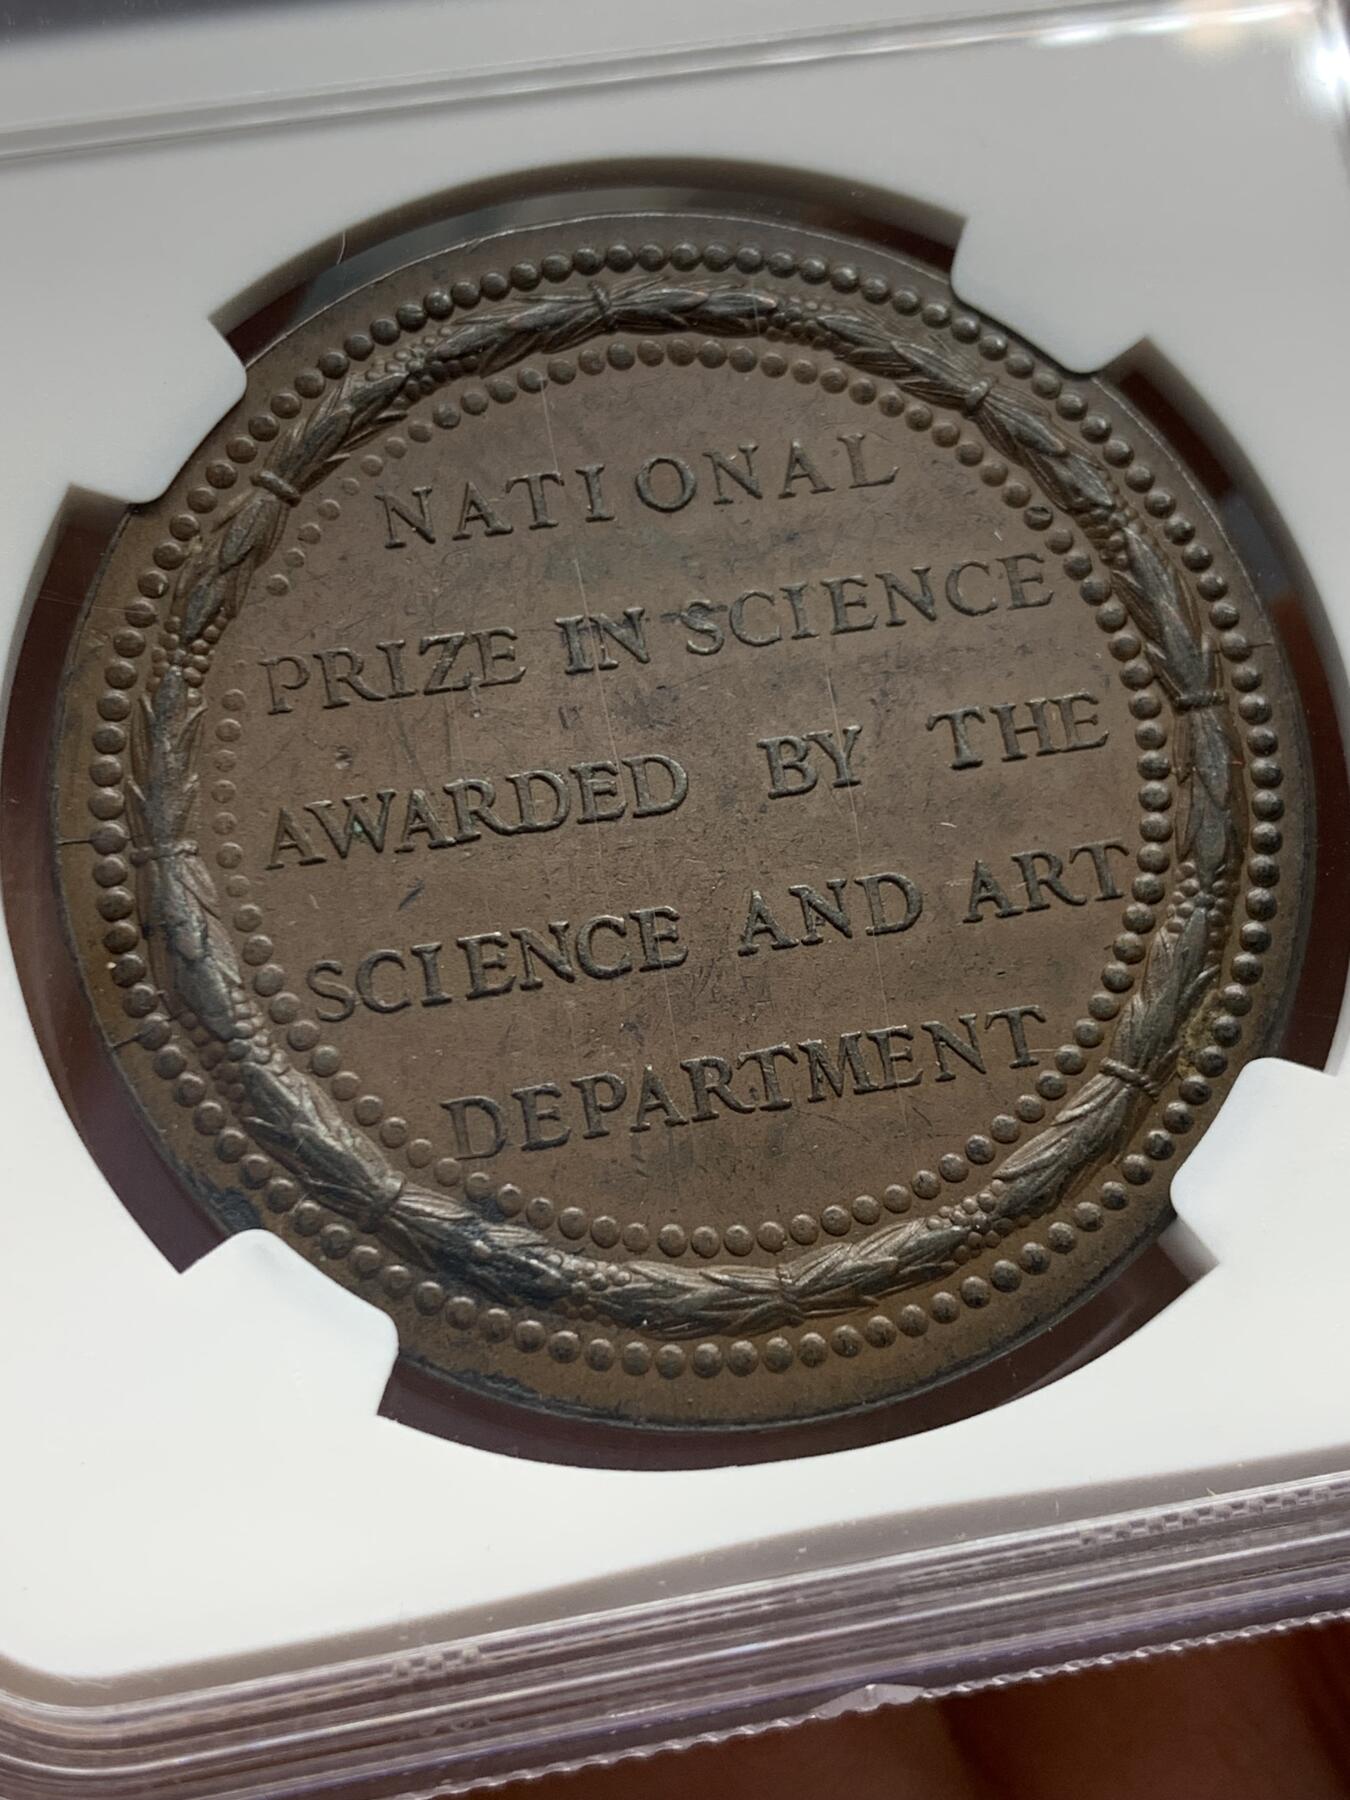 NATIONAL
PRIZE IN SCIENCE
AWARDED BY THE
SCIENCE AND ART
DEPARTMENT